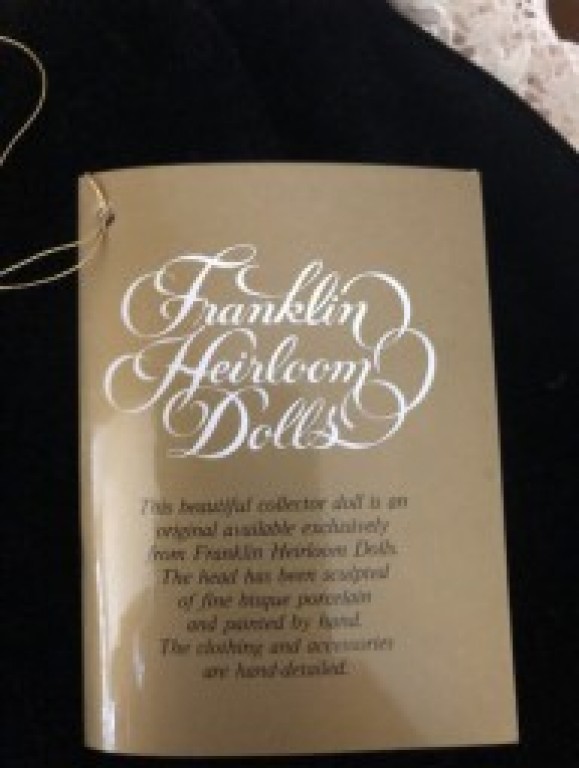 Franklin
Heirloom
Dolls
This beautiful collector doll is an
original available exclusively
from Franklin Heirloom Dolls.
The head has been sculpted
of fine bisque porcelain
and painted by hand.
The clothing and accessories
are hand-detailed.